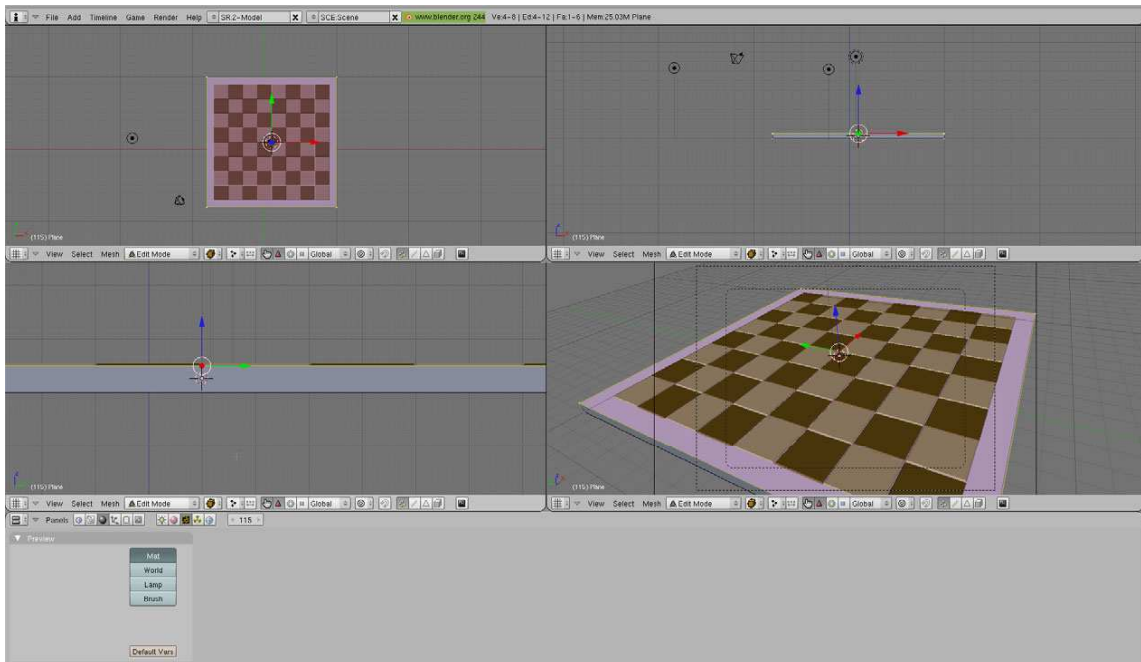 File Add Timeline Game Render Help SR:2-Model X SCE:Scene X www.blender.org 244 Ve:4-8 | Ed:4-12 | Fa:1-6 | Mem:25.03M Plane
(115) Plane
(115) Plane
View Select Mesh Edit Mode Global
View Select Mesh Edit Mode Global
(115) Plane
(115) Plane
View Select Mesh Edit Mode Global
View Select Mesh Edit Mode Global
Panels 115
Preview
Mat
World
Lamp
Brush
Default Vars